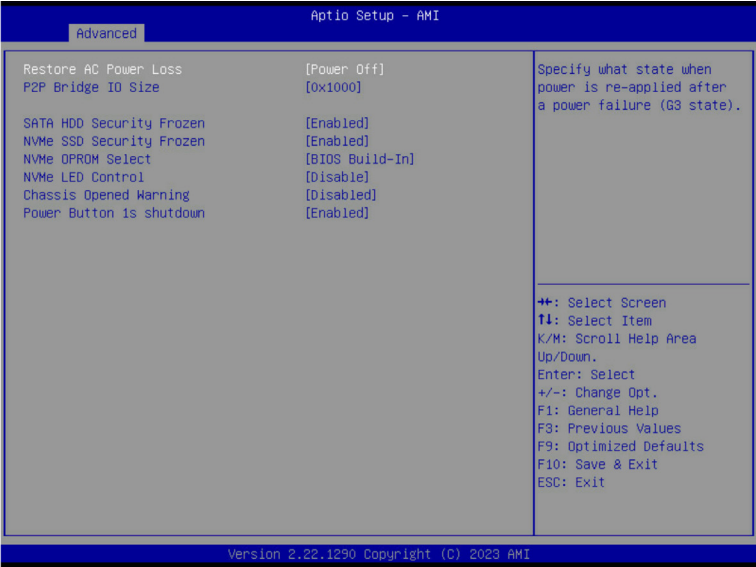 Aptio Setup – AMI
Advanced
Restore AC Power Loss [Power Off]
P2P Bridge IO Size [0x1000]
SATA HDD Security Frozen [Enabled]
NVMe SSD Security Frozen [Enabled]
NVMe OPROM Select [BIOS Build-In]
NVMe LED Control [Disable]
Chassis Opened Warning [Disabled]
Power Button 1s shutdown [Enabled]
Specify what state when
power is re-applied after
a power failure (G3 state).
→←: Select Screen
↑↓: Select Item
K/M: Scroll Help Area
Up/Down.
Enter: Select
+/-: Change Opt.
F1: General Help
F3: Previous Values
F9: Optimized Defaults
F10: Save & Exit
ESC: Exit
Version 2.22.1290 Copyright (C) 2023 AMI